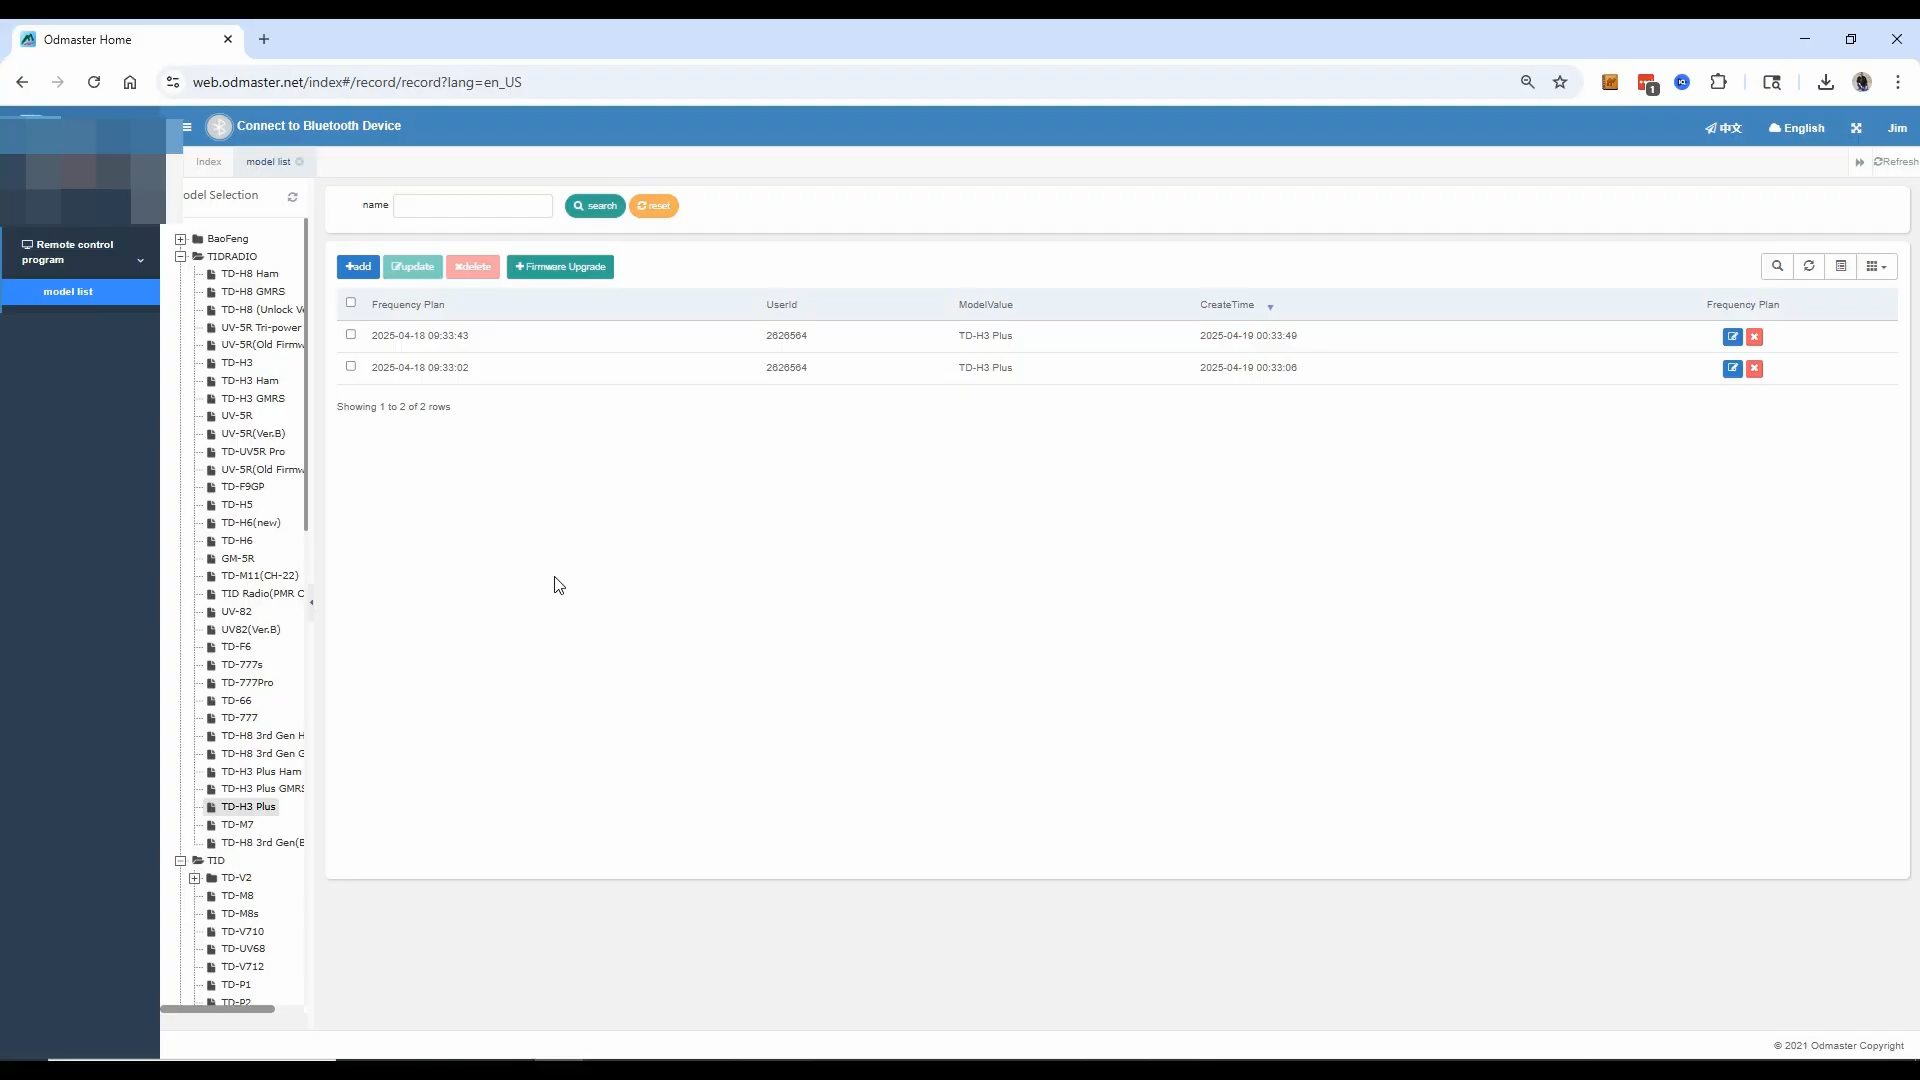 Odmaster Home
web.odmaster.net/index#/record/record?lang=en_US
1
Connect to Bluetooth Device
中文
English
Jim
Index
model list
Refresh
odel Selection
name
search
reset
Remote control
program
model list
BaoFeng
TIDRADIO
TD-H8 Ham
TD-H8 GMRS
TD-H8 (Unlock Ve
UV-5R Tri-power
UV-5R(Old Firmw
TD-H3
TD-H3 Ham
TD-H3 GMRS
UV-5R
UV-5R(Ver.B)
TD-UV5R Pro
UV-5R(Old Firmw
TD-F9GP
TD-H5
TD-H6(new)
TD-H6
GM-5R
TD-M11(CH-22)
TID Radio(PMR C
UV-82
UV82(Ver.B)
TD-F6
TD-777s
TD-777Pro
TD-66
TD-777
TD-H8 3rd Gen H
TD-H8 3rd Gen G
TD-H3 Plus Ham
TD-H3 Plus GMRS
TD-H3 Plus
TD-M7
TD-H8 3rd Gen(E
TID
TD-V2
TD-M8
TD-M8s
TD-V710
TD-UV68
TD-V712
TD-P1
TD-P2
add
update
delete
Firmware Upgrade
Frequency Plan UserId ModelValue CreateTime Frequency Plan
2025-04-18 09:33:43 2626564 TD-H3 Plus 2025-04-19 00:33:49
2025-04-18 09:33:02 2626564 TD-H3 Plus 2025-04-19 00:33:06
Showing 1 to 2 of 2 rows
© 2021 Odmaster Copyright